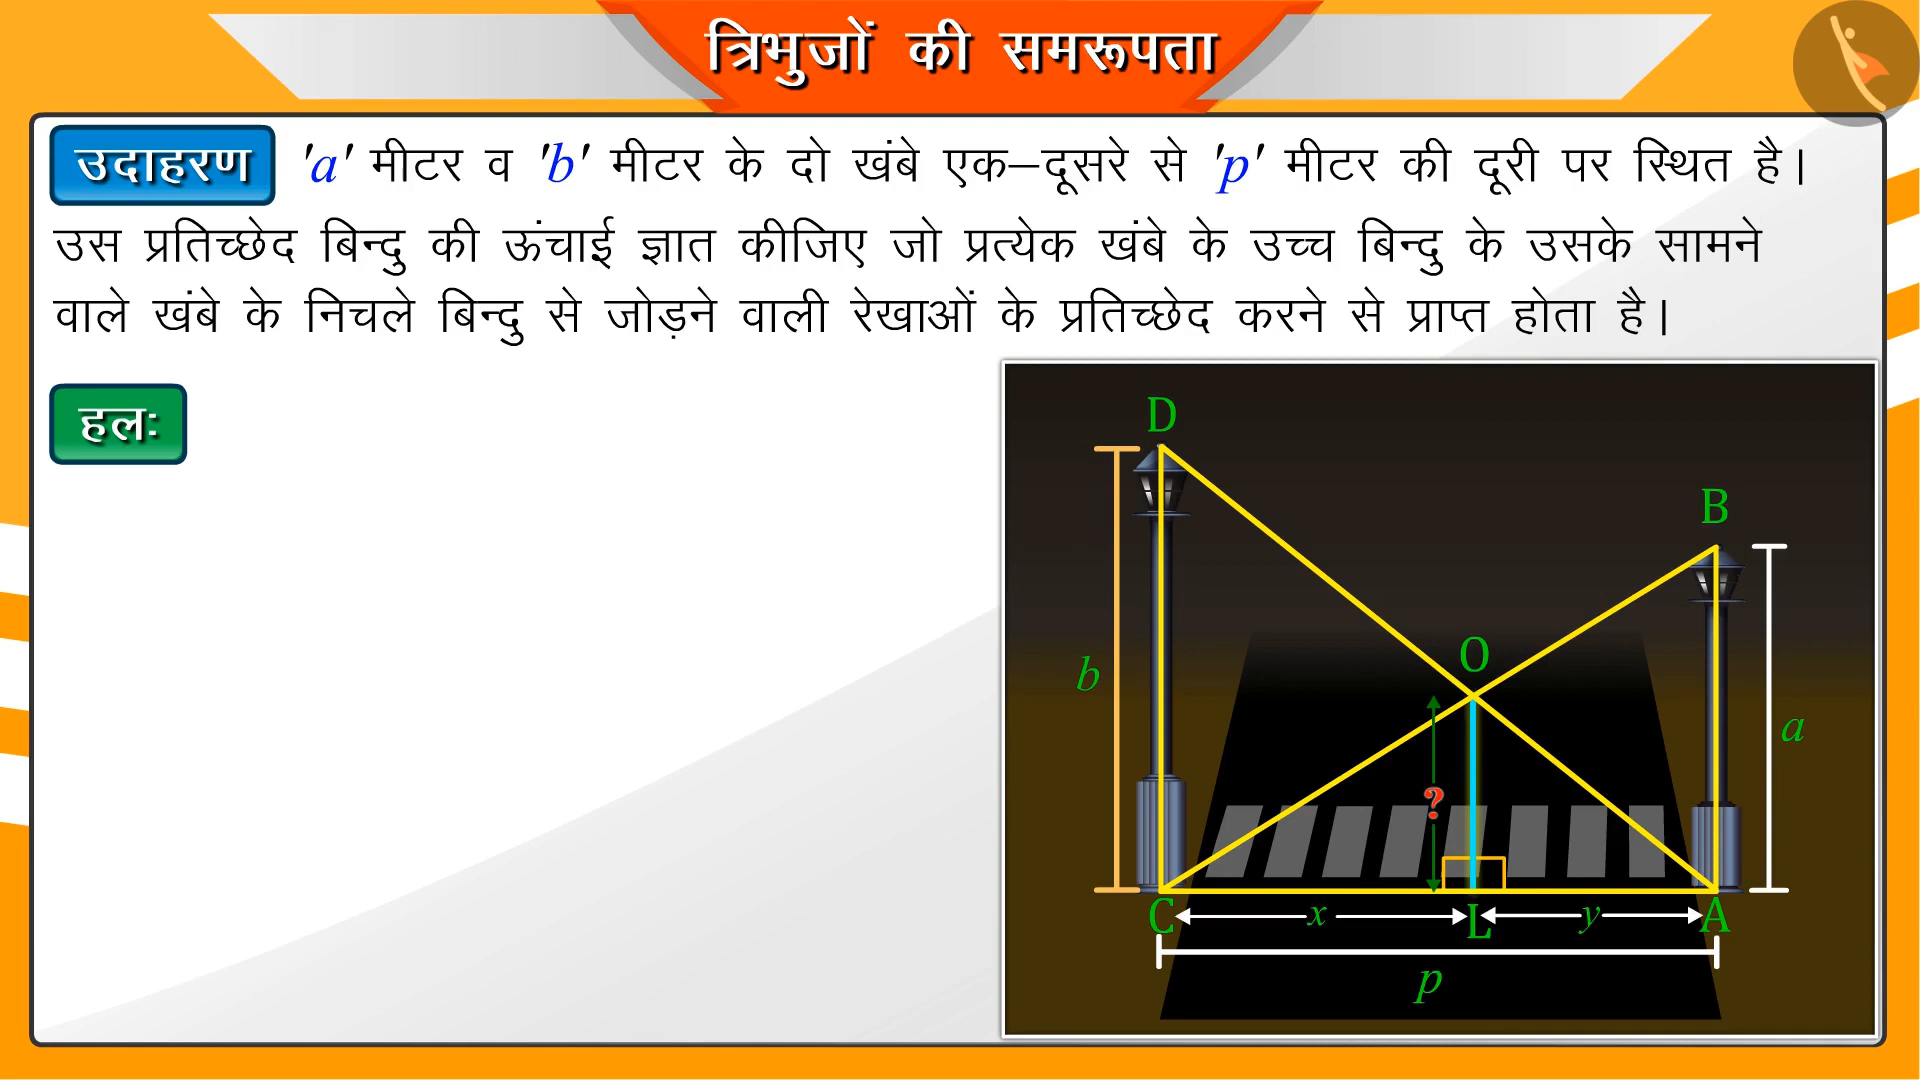 त्रिभुजों की समरूपता
उदाहरण 'a' मीटर व 'b' मीटर के दो खंबे एक–दूसरे से 'p' मीटर की दूरी पर स्थित है।
उस प्रतिच्छेद बिन्दु की ऊंचाई ज्ञात कीजिए जो प्रत्येक खंबे के उच्च बिन्दु के उसके सामने
वाले खंबे के निचले बिन्दु से जोड़ने वाली रेखाओं के प्रतिच्छेद करने से प्राप्त होता है।
हलः
D
B
O
b
a
?
C x L y A
p